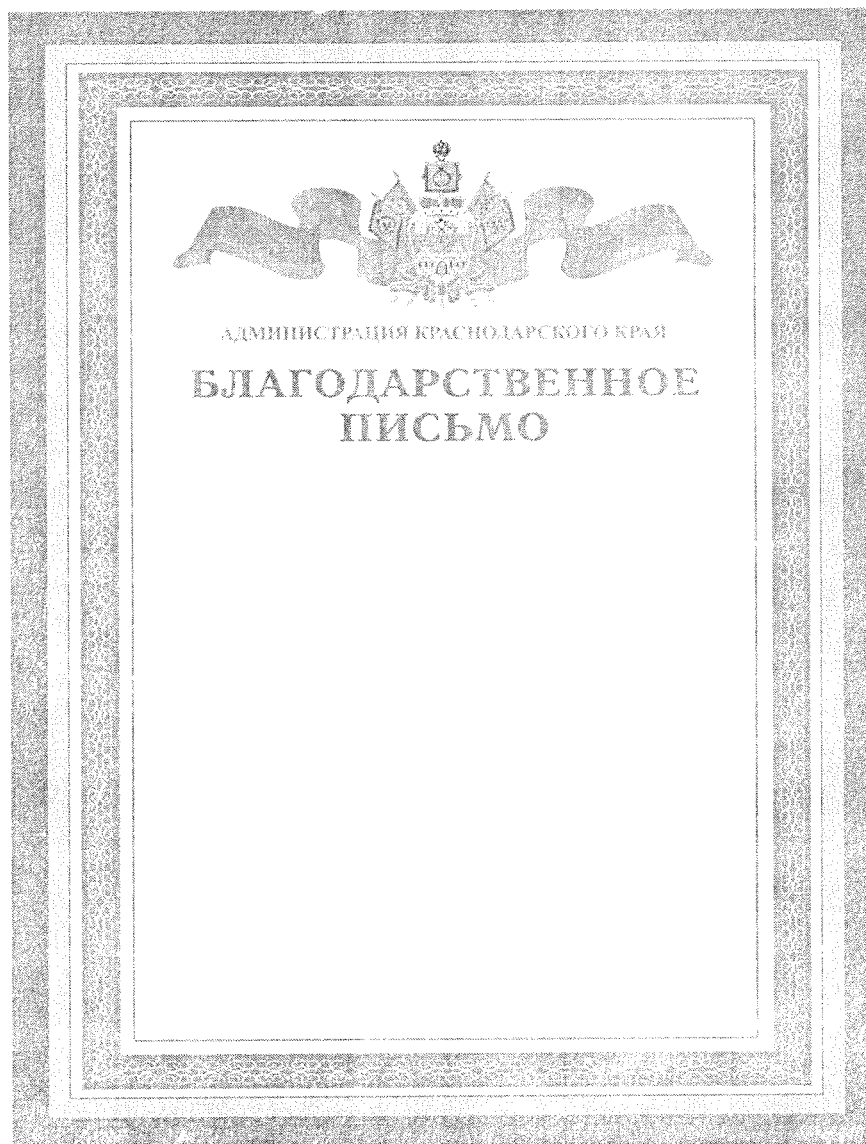 АДМИНИСТРАЦИЯ КРАСНОДАРСКОГО КРАЯ
БЛАГОДАРСТВЕННОЕ
ПИСЬМО